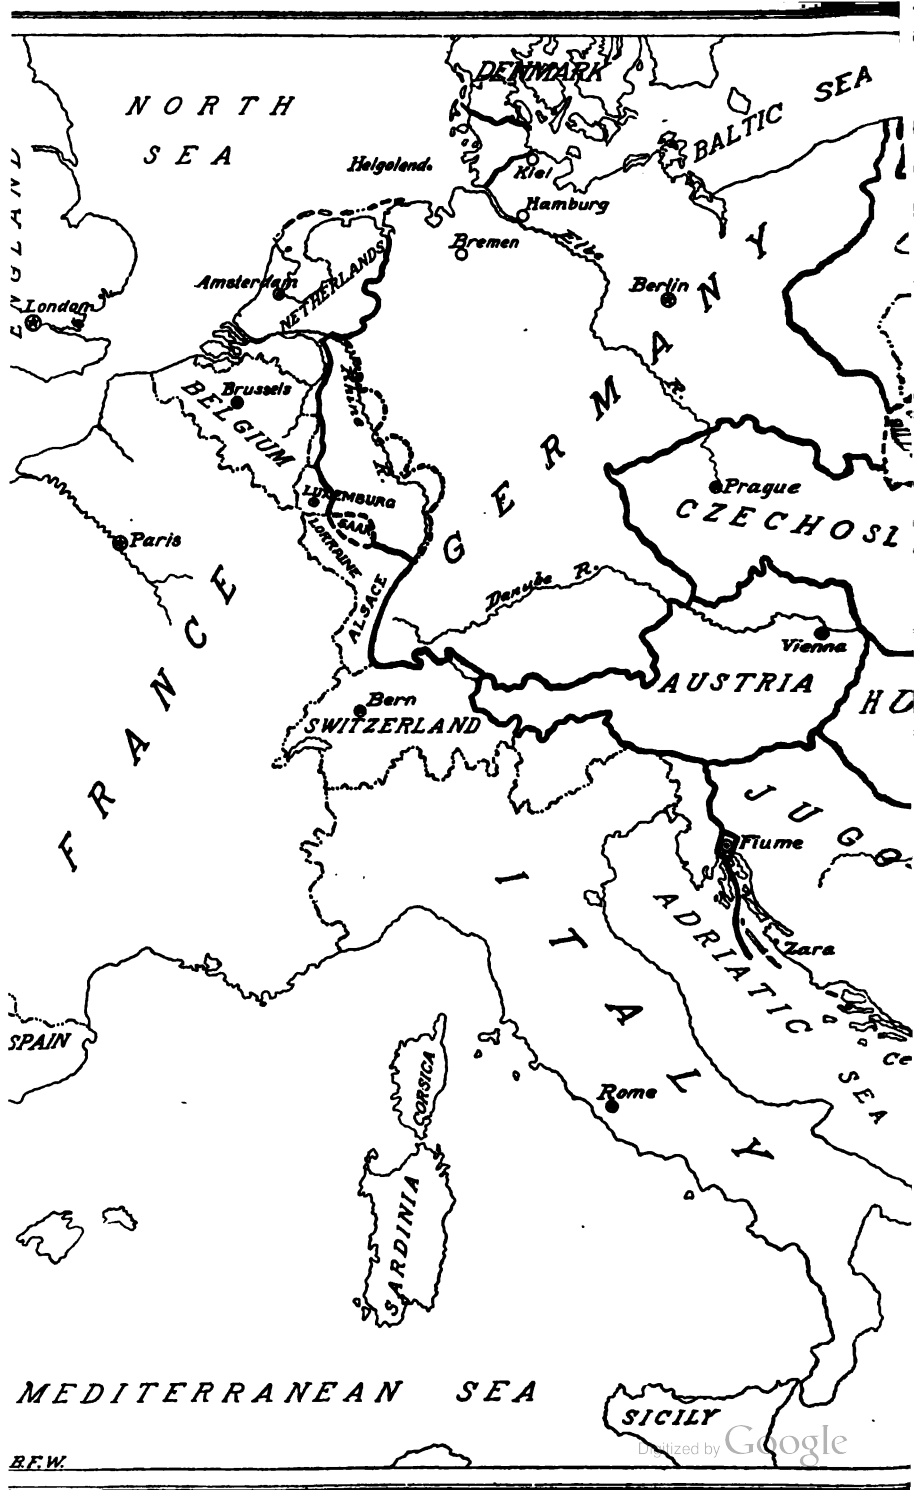 DENMARK
NORTH
SEA
BALTIC SEA
Helgoland.
Kiel
Hamburg
Bremen
Elbe
R.
ENGLAND
London
Amsterdam
NETHERLANDS
Berlin
GERMANY
Rhine
R.
Brussels
BELGIUM
LUXEMBURG
SAAR
LORRAINE
ALSACE
Paris
FRANCE
Prague
CZECHOSL
Danube R.
Vienna
AUSTRIA
HU
Bern
SWITZERLAND
JUGO
Fiume
ITALY
ADRIATIC
SEA
Zara
Ce
SPAIN
CORSICA
Rome
SARDINIA
MEDITERRANEAN SEA
SICILY
Digitized by Google
B.F.W.